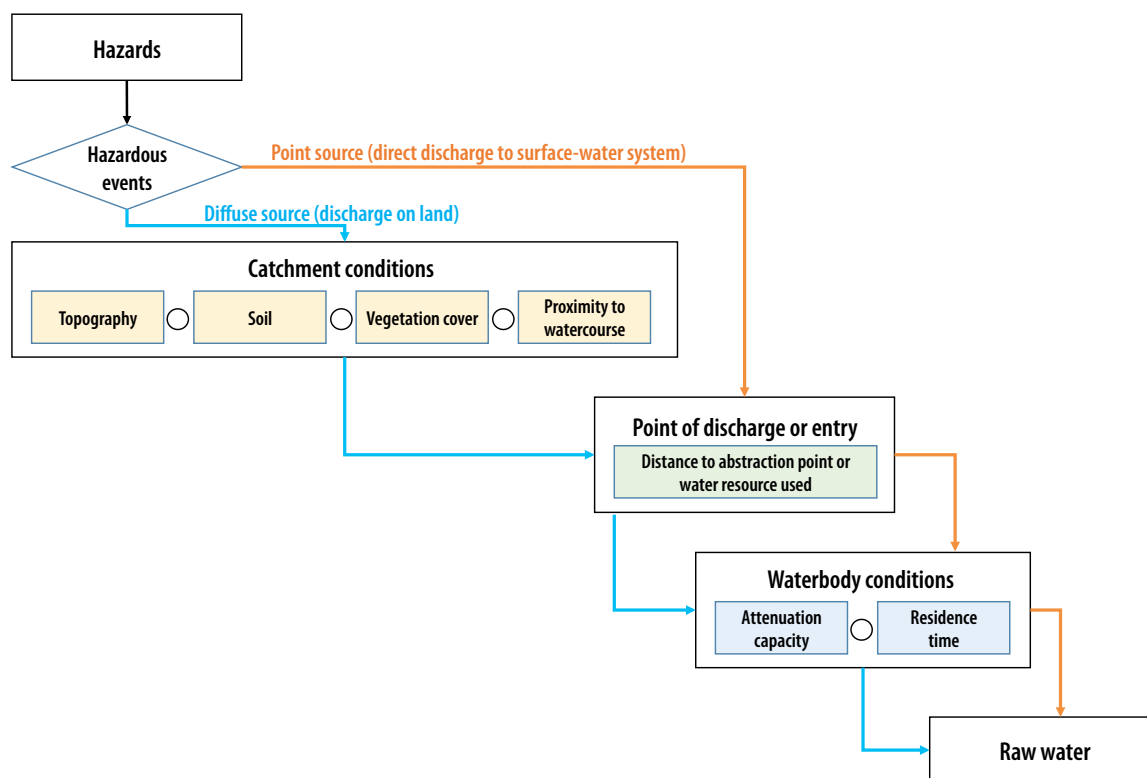 Hazards
Hazardous
events
Point source (direct discharge to surface-water system)
Diffuse source (discharge on land)
Catchment conditions
Topography
Soil
Vegetation cover
Proximity to
watercourse
Point of discharge or entry
Distance to abstraction point or
water resource used
Waterbody conditions
Attenuation
capacity
Residence
time
Raw water